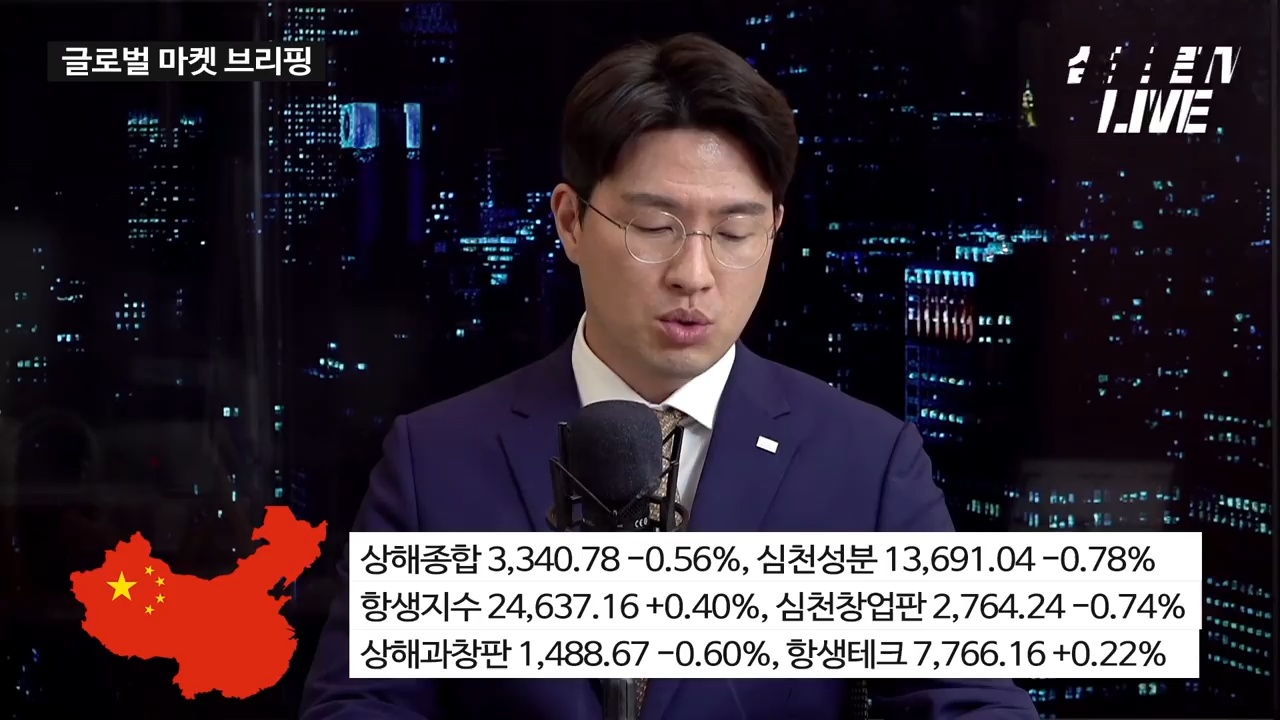 글로벌 마켓 브리핑
LIVE
상해종합 3,340.78 -0.56%, 심천성분 13,691.04 -0.78%
항생지수 24,637.16 +0.40%, 심천창업판 2,764.24 -0.74%
상해과창판 1,488.67 -0.60%, 항생테크 7,766.16 +0.22%